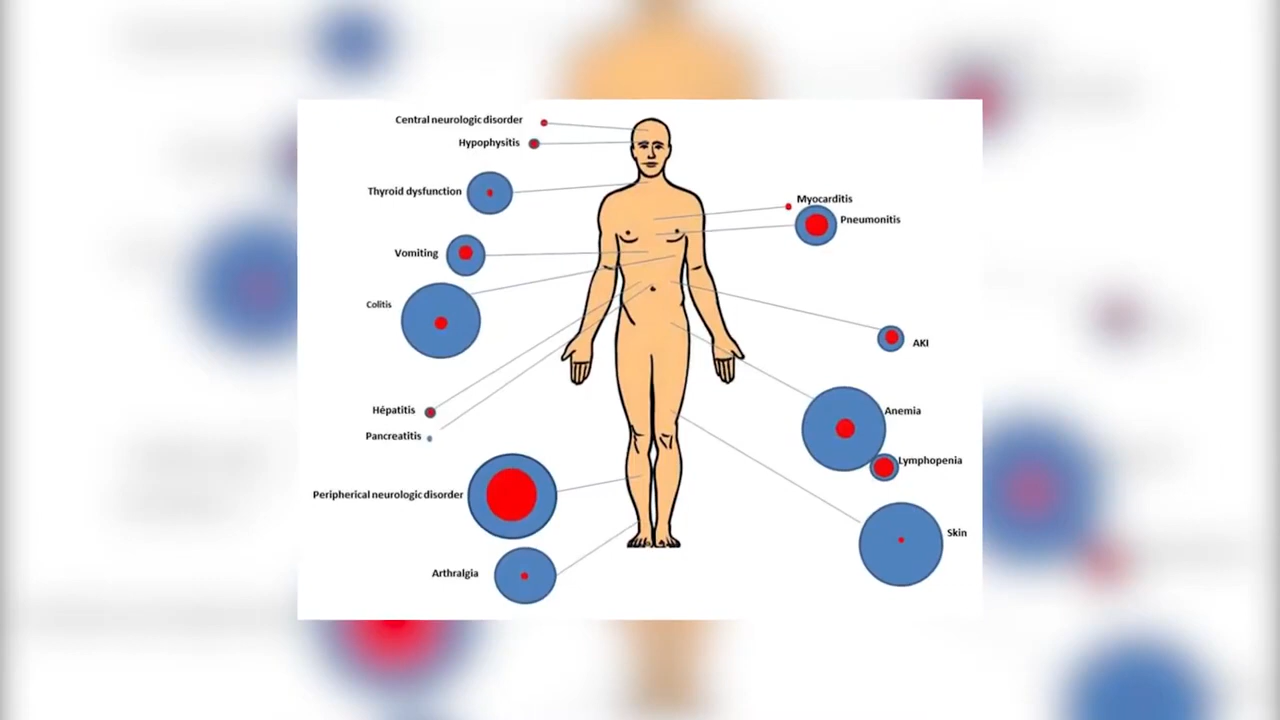 Central neurologic disorder
Hypophysitis
Thyroid dysfunction
Myocarditis
Pneumonitis
Vomiting
Colitis
AKI
Hépatitis
Anemia
Pancreatitis
Lymphopenia
Peripherical neurologic disorder
Skin
Arthralgia